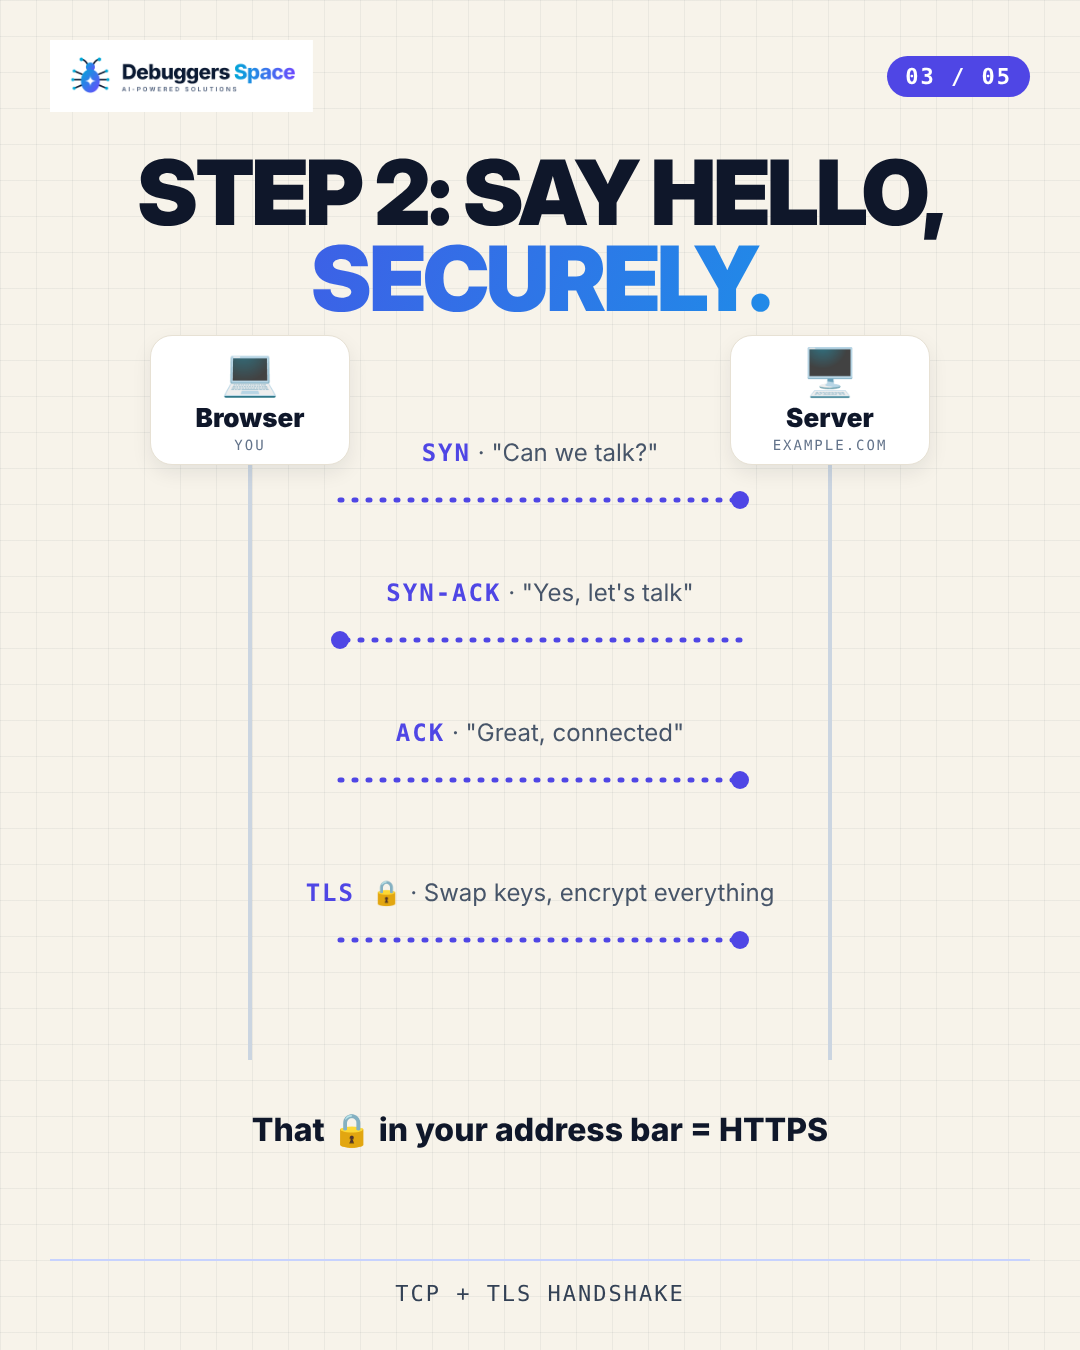 Debuggers Space
AI-POWERED SOLUTIONS
03 / 05
STEP 2: SAY HELLO,
SECURELY.
Browser
YOU
Server
EXAMPLE.COM
SYN · "Can we talk?"
SYN-ACK · "Yes, let's talk"
ACK · "Great, connected"
TLS 🔒 · Swap keys, encrypt everything
That 🔒 in your address bar = HTTPS
TCP + TLS HANDSHAKE